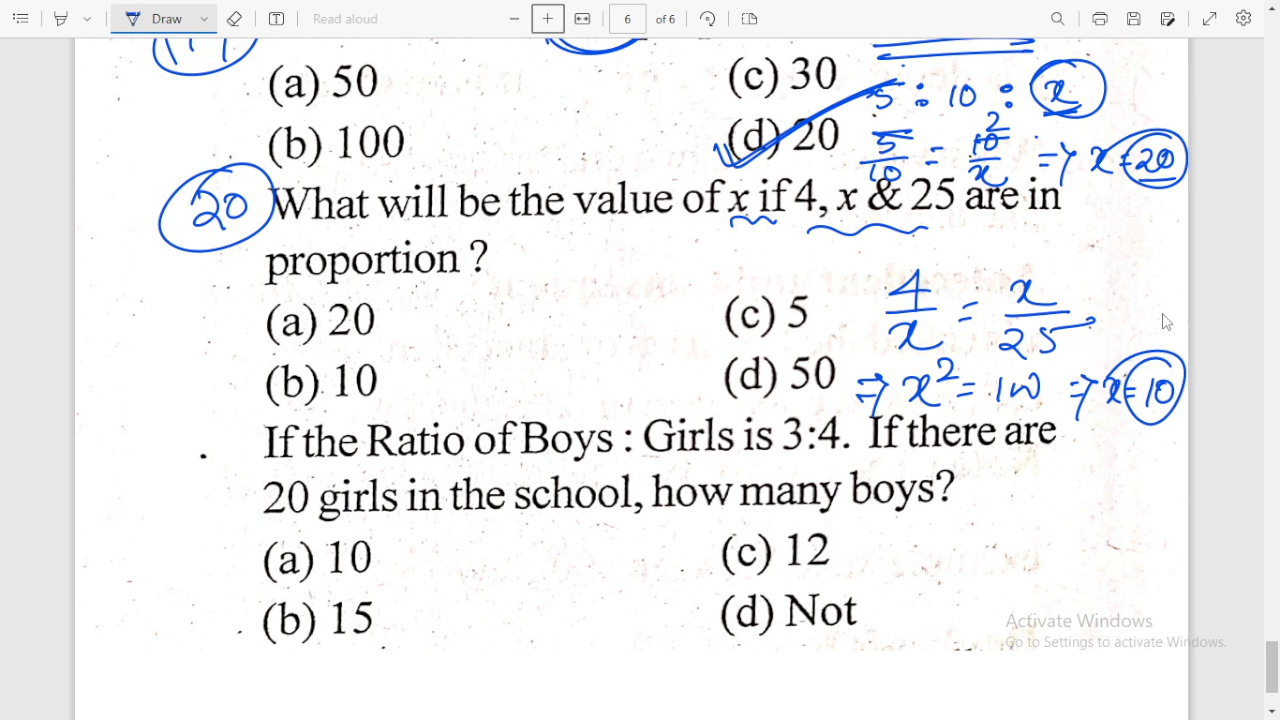 Draw
Read aloud
6 of 6
(a) 50
(c) 30
5 : 10 : x
(b) 100
(d) 20
5/10 = 10/x ⇒ x = 20
2
20 What will be the value of x if 4, x & 25 are in
proportion ?
(a) 20
(c) 5
4/x = x/25
(b) 10
(d) 50
⇒ x² = 100 ⇒ x = 10
If the Ratio of Boys : Girls is 3:4. If there are
20 girls in the school, how many boys?
(a) 10
(c) 12
(b) 15
(d) Not
Activate Windows
Go to Settings to activate Windows.